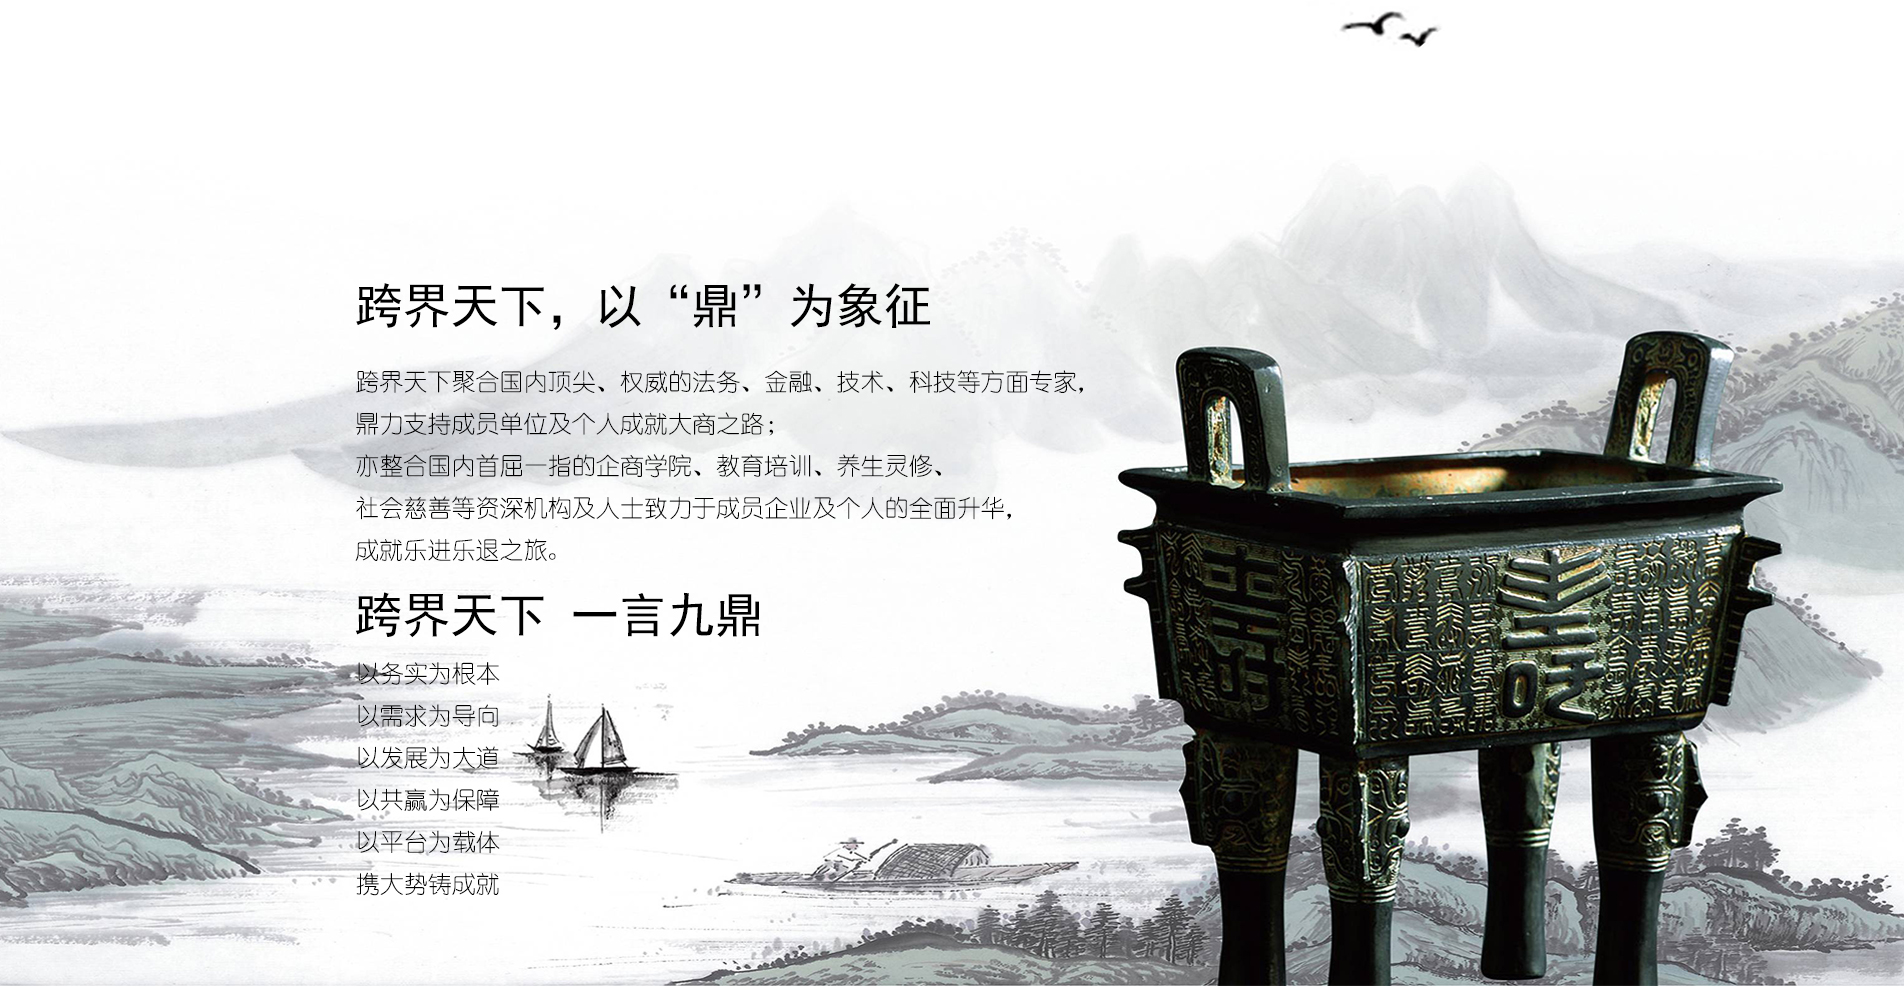 跨界天下，以“鼎”为象征
跨界天下聚合国内顶尖、权威的法务、金融、技术、科技等方面专家，
鼎力支持成员单位及个人成就大商之路；
亦整合国内首屈一指的企商学院、教育培训、养生灵修、
社会慈善等资深机构及人士致力于成员企业及个人的全面升华，
成就乐进乐退之旅。
跨界天下 一言九鼎
以务实为根本
以需求为导向
以发展为大道
以共赢为保障
以平台为载体
携大势铸成就